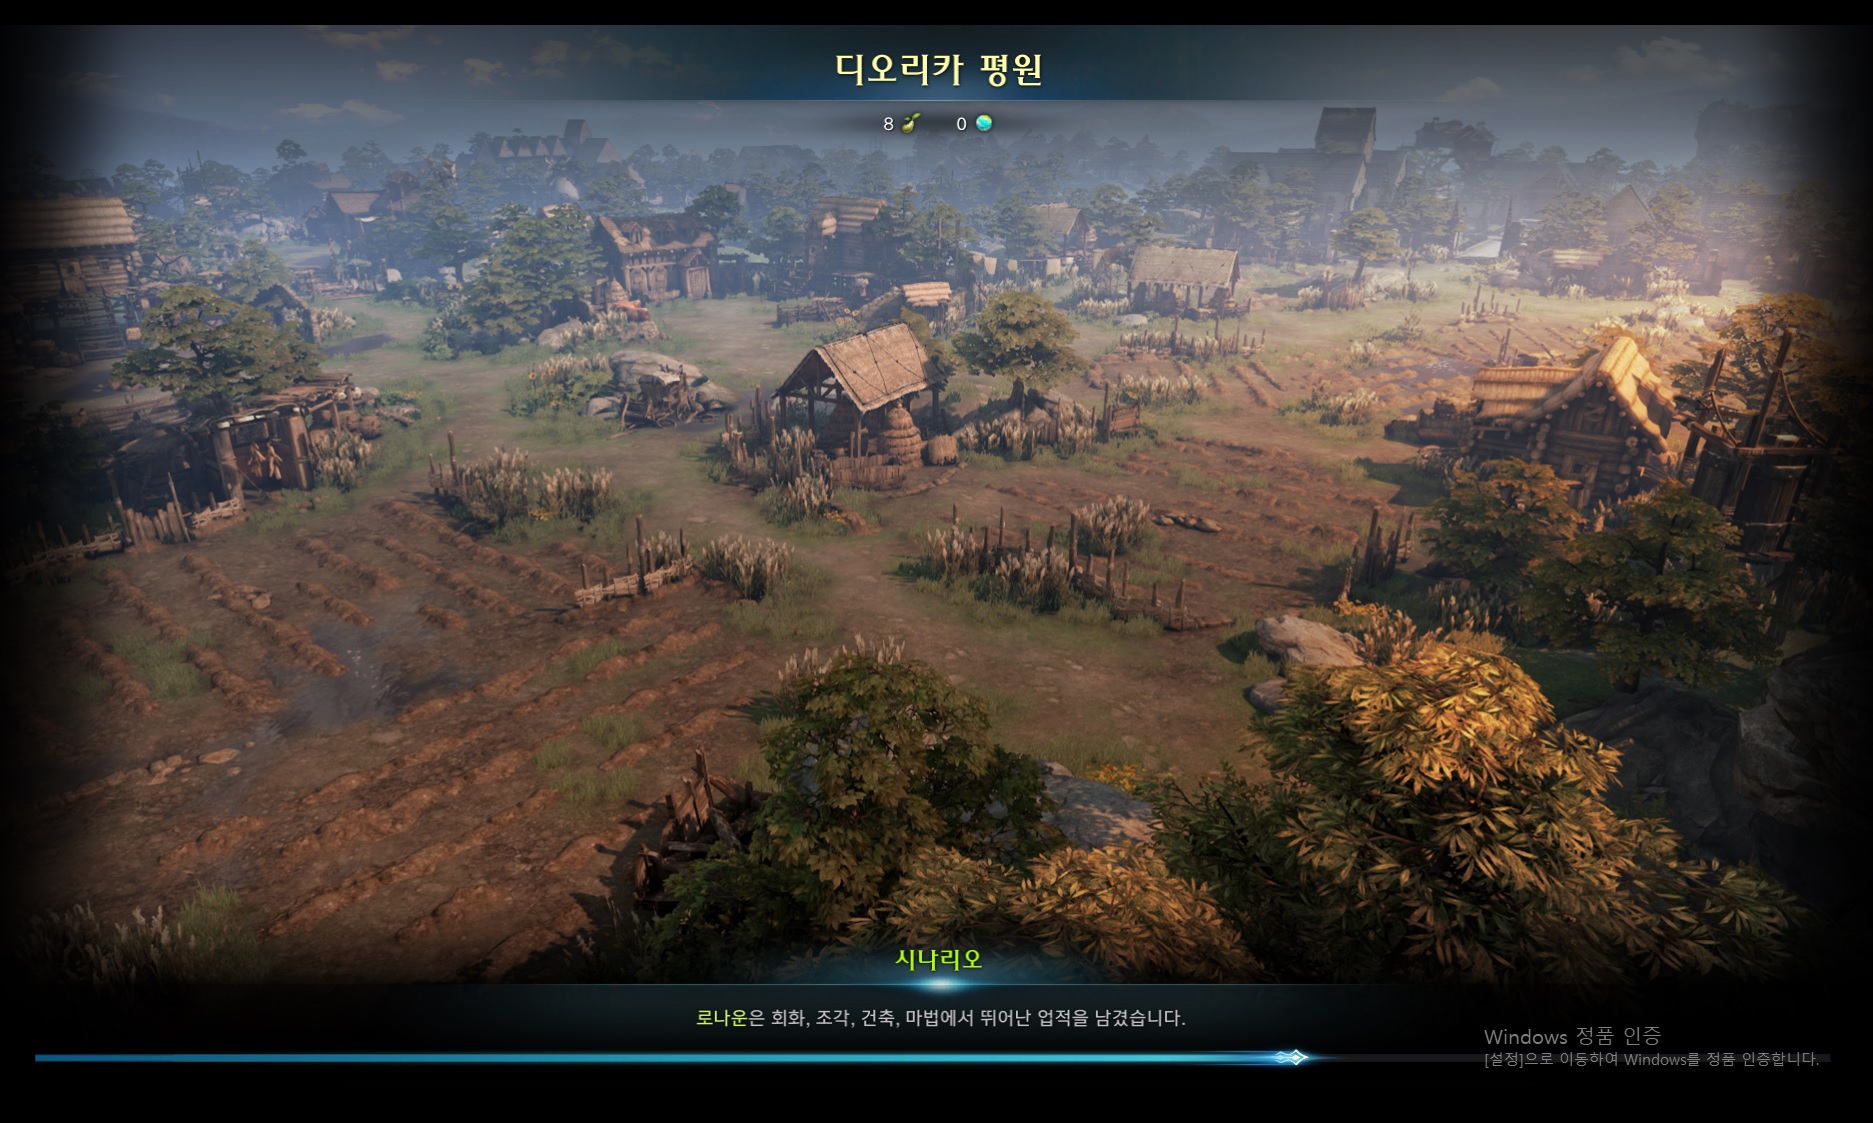 디오리카 평원
8 0
시나리오
로나운은 회화, 조각, 건축, 마법에서 뛰어난 업적을 남겼습니다.
Windows 정품 인증
[설정]으로 이동하여 Windows를 정품 인증합니다.